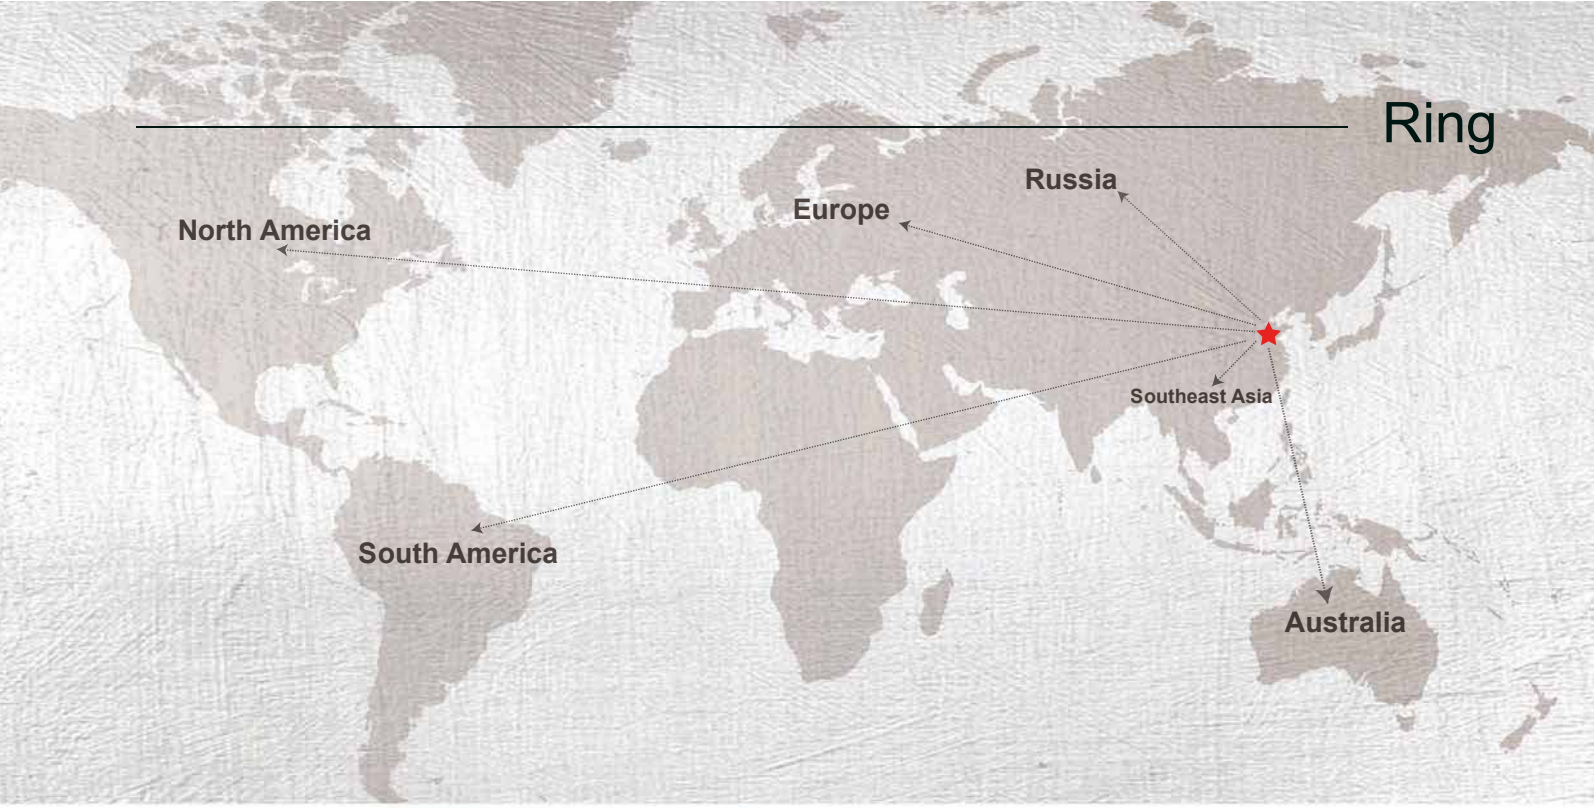 Ring
Russia
Europe
North America
Southeast Asia
South America
Australia